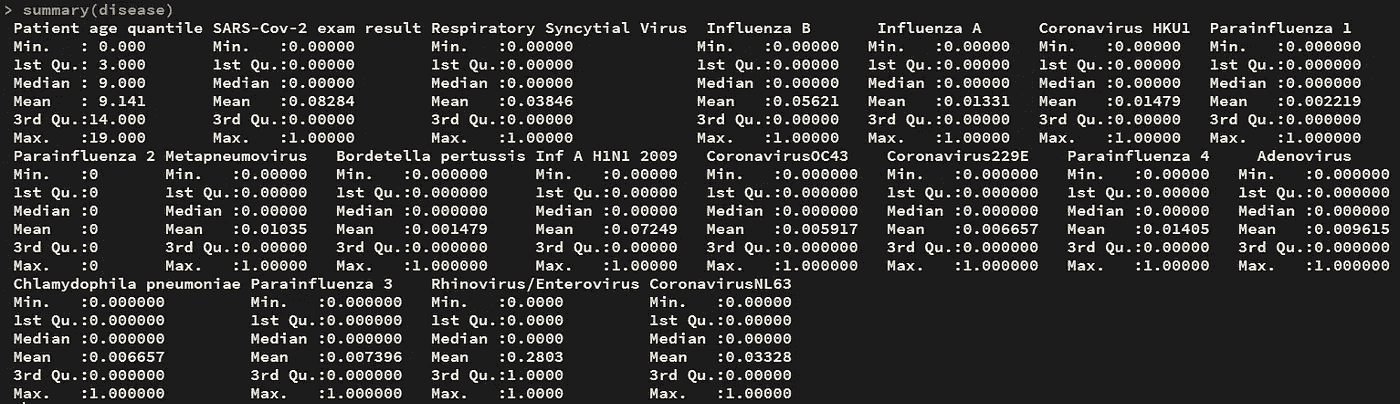 > summary(disease)
Patient age quantile SARS-Cov-2 exam result Respiratory Syncytial Virus Influenza B Influenza A Coronavirus HKU1 Parainfluenza 1
Min. : 0.000 Min. :0.00000 Min. :0.00000 Min. :0.00000 Min. :0.00000 Min. :0.00000 Min. :0.000000
1st Qu.: 3.000 1st Qu.:0.00000 1st Qu.:0.00000 1st Qu.:0.00000 1st Qu.:0.00000 1st Qu.:0.00000 1st Qu.:0.000000
Median : 9.000 Median :0.00000 Median :0.00000 Median :0.00000 Median :0.00000 Median :0.00000 Median :0.000000
Mean : 9.141 Mean :0.08284 Mean :0.03846 Mean :0.05621 Mean :0.01331 Mean :0.01479 Mean :0.002219
3rd Qu.:14.000 3rd Qu.:0.00000 3rd Qu.:0.00000 3rd Qu.:0.00000 3rd Qu.:0.00000 3rd Qu.:0.00000 3rd Qu.:0.000000
Max. :19.000 Max. :1.00000 Max. :1.00000 Max. :1.00000 Max. :1.00000 Max. :1.00000 Max. :1.000000
Parainfluenza 2 Metapneumovirus Bordetella pertussis Inf A H1N1 2009 CoronavirusOC43 Coronavirus229E Parainfluenza 4 Adenovirus
Min. :0 Min. :0.00000 Min. :0.000000 Min. :0.00000 Min. :0.000000 Min. :0.000000 Min. :0.00000 Min. :0.000000
1st Qu.:0 1st Qu.:0.00000 1st Qu.:0.000000 1st Qu.:0.00000 1st Qu.:0.000000 1st Qu.:0.000000 1st Qu.:0.00000 1st Qu.:0.000000
Median :0 Median :0.00000 Median :0.000000 Median :0.00000 Median :0.000000 Median :0.000000 Median :0.00000 Median :0.000000
Mean :0 Mean :0.01035 Mean :0.001479 Mean :0.07249 Mean :0.005917 Mean :0.006657 Mean :0.01405 Mean :0.009615
3rd Qu.:0 3rd Qu.:0.00000 3rd Qu.:0.000000 3rd Qu.:0.00000 3rd Qu.:0.000000 3rd Qu.:0.000000 3rd Qu.:0.00000 3rd Qu.:0.000000
Max. :0 Max. :1.00000 Max. :1.000000 Max. :1.00000 Max. :1.000000 Max. :1.000000 Max. :1.00000 Max. :1.000000
Chlamydophila pneumoniae Parainfluenza 3 Rhinovirus/Enterovirus CoronavirusNL63
Min. :0.000000 Min. :0.000000 Min. :0.0000 Min. :0.00000
1st Qu.:0.000000 1st Qu.:0.000000 1st Qu.:0.0000 1st Qu.:0.00000
Median :0.000000 Median :0.000000 Median :0.0000 Median :0.00000
Mean :0.006657 Mean :0.007396 Mean :0.2803 Mean :0.03328
3rd Qu.:0.000000 3rd Qu.:0.000000 3rd Qu.:1.0000 3rd Qu.:0.00000
Max. :1.000000 Max. :1.000000 Max. :1.0000 Max. :1.00000